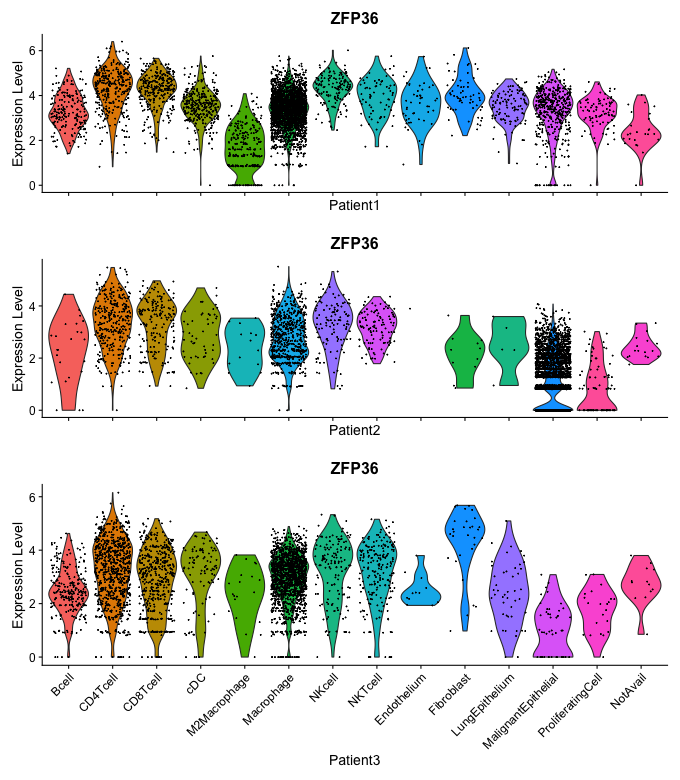 ZFP36
Expression Level
6
4
2
0
Patient1
ZFP36
Expression Level
4
2
0
Patient2
ZFP36
Expression Level
6
4
2
0
Bcell
CD4Tcell
CD8Tcell
cDC
M2Macrophage
Macrophage
NKcell
NKTcell
Endothelium
Fibroblast
LungEpithelium
MalignantEpithelial
ProliferatingCell
NotAvail
Patient3